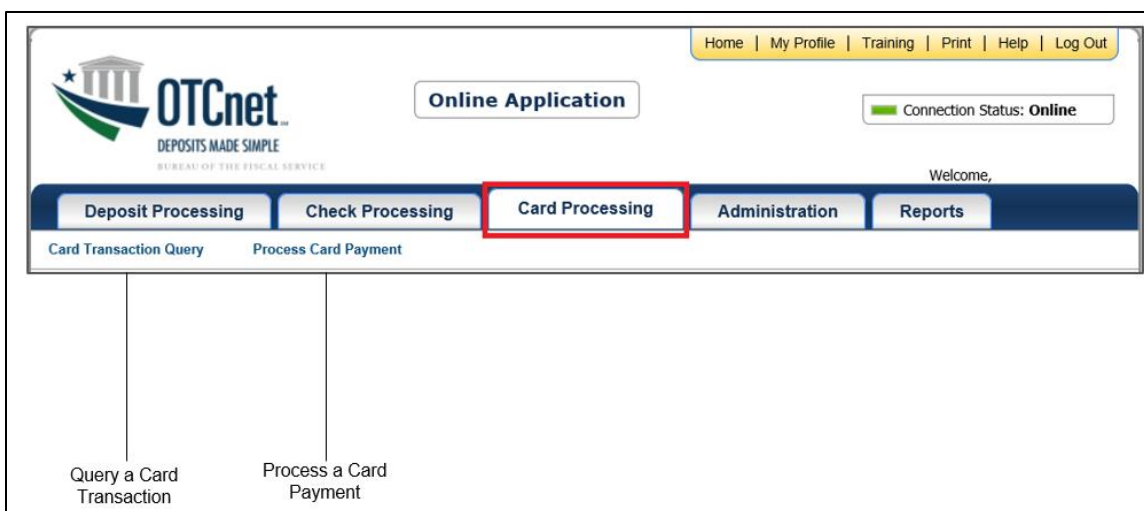 Home | My Profile | Training | Print | Help | Log Out
OTCnet
DEPOSITS MADE SIMPLE
BUREAU OF THE FISCAL SERVICE
Online Application
Connection Status: Online
Welcome,
Deposit Processing Check Processing Card Processing Administration Reports
Card Transaction Query Process Card Payment
Query a Card
Transaction
Process a Card
Payment